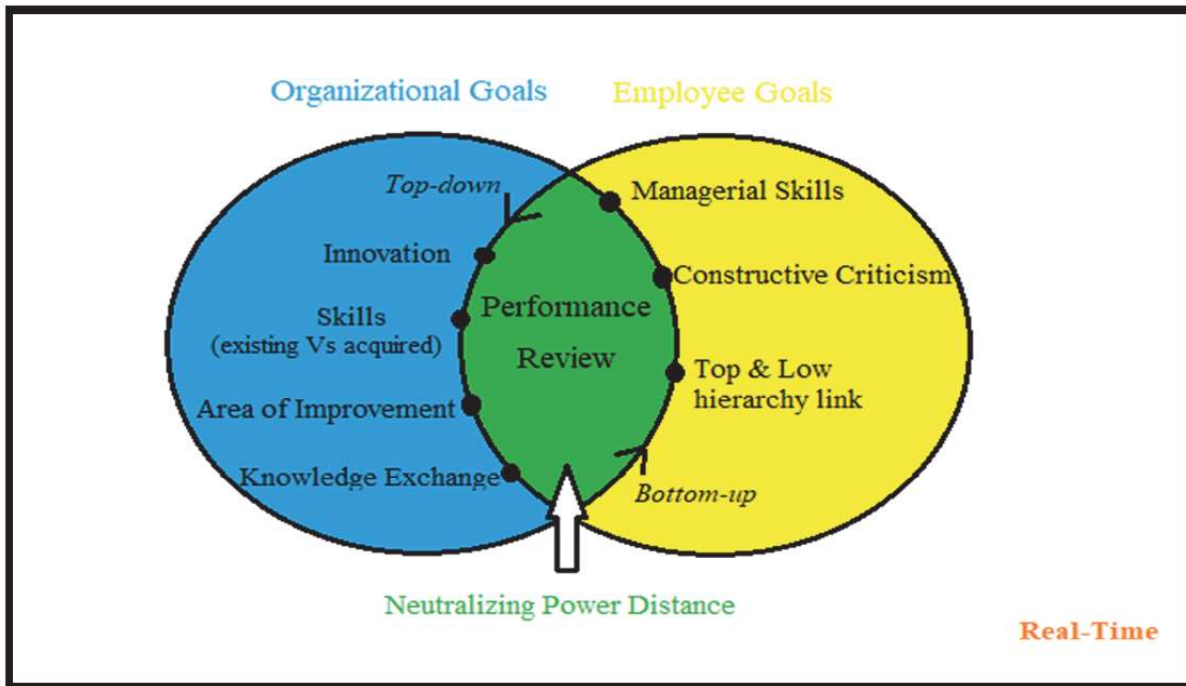 Organizational Goals
Employee Goals
Top-down
Managerial Skills
Innovation
Constructive Criticism
Skills
(existing Vs acquired)
Performance
Review
Top & Low
hierarchy link
Area of Improvement
Knowledge Exchange
Bottom-up
Neutralizing Power Distance
Real-Time